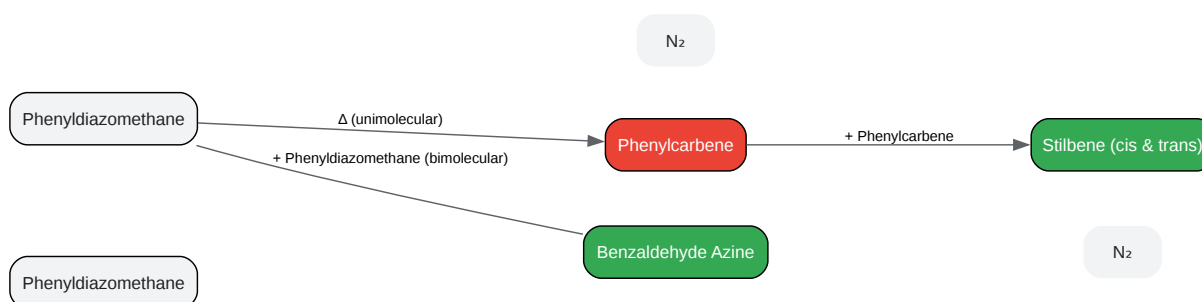 N₂
Phenyldiazomethane
Δ (unimolecular)
Phenylcarbene
+ Phenylcarbene
Stilbene (cis & trans)
+ Phenyldiazomethane (bimolecular)
Benzaldehyde Azine
N₂
Phenyldiazomethane